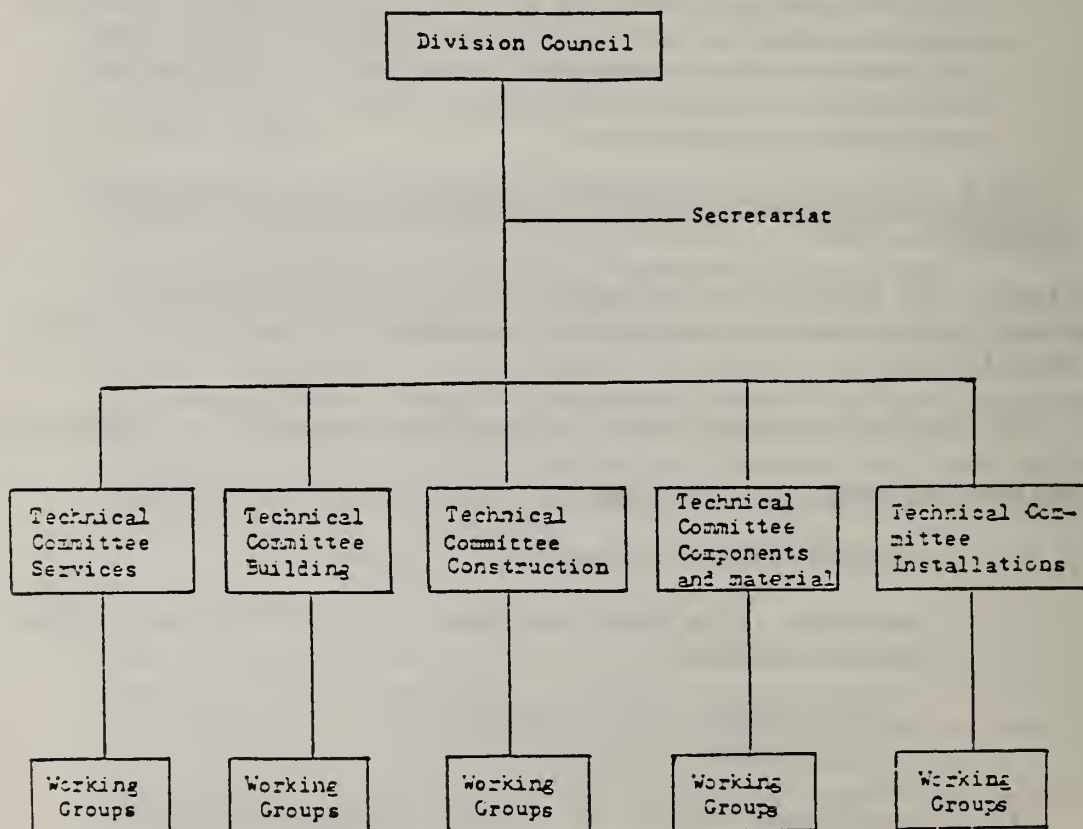 Division Council
Secretariat
Technical
Committee
Services
Technical
Committee
Building
Technical
Committee
Construction
Technical
Committee
Components
and material
Technical Com-
mittee
Installations
Working
Groups
Working
Groups
Working
Groups
Working
Groups
Working
Groups